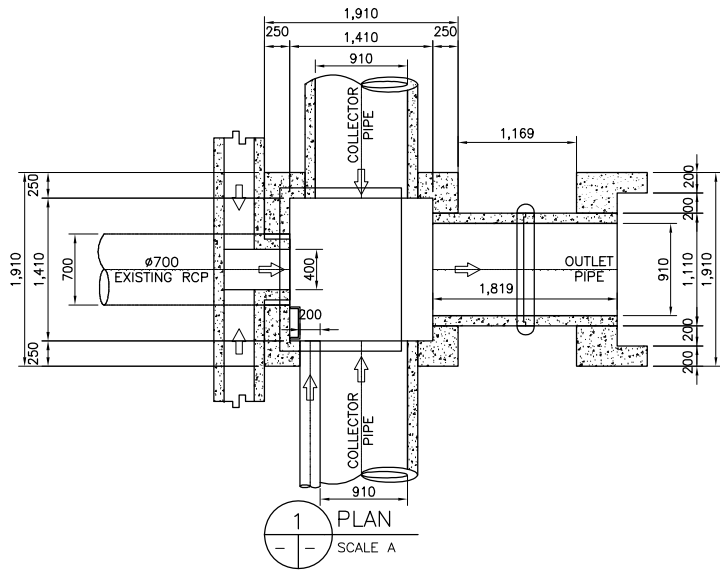 1,910
250
1,410
250
910
COLLECTOR
PIPE
1,169
250
200
200
1,910
1,410
700
ø700
EXISTING RCP
400
OUTLET
PIPE
910
1,110
1,910
1,819
200
200
250
200
COLLECTOR
PIPE
910
1
PLAN
- -
SCALE A